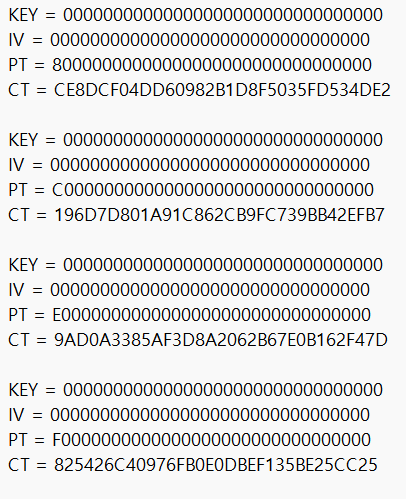 KEY = 00000000000000000000000000000000
IV = 00000000000000000000000000000000
PT = 80000000000000000000000000000000
CT = CE8DCF04DD60982B1D8F5035FD534DE2

KEY = 00000000000000000000000000000000
IV = 00000000000000000000000000000000
PT = C0000000000000000000000000000000
CT = 196D7D801A91C862CB9FC739BB42EFB7

KEY = 00000000000000000000000000000000
IV = 00000000000000000000000000000000
PT = E0000000000000000000000000000000
CT = 9AD0A3385AF3D8A2062B67E0B162F47D

KEY = 00000000000000000000000000000000
IV = 00000000000000000000000000000000
PT = F0000000000000000000000000000000
CT = 825426C40976FB0E0DBEF135BE25CC25